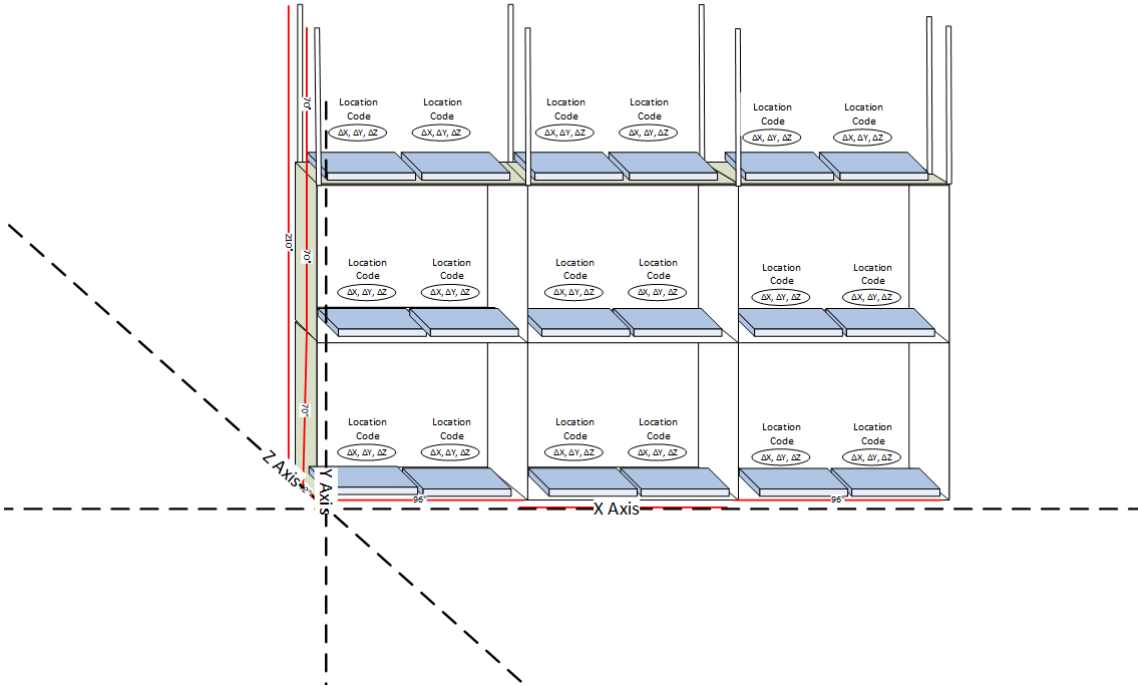 Location
Code
ΔX, ΔY, ΔZ
Location
Code
ΔX, ΔY, ΔZ
Location
Code
ΔX, ΔY, ΔZ
Location
Code
ΔX, ΔY, ΔZ
Location
Code
ΔX, ΔY, ΔZ
Location
Code
ΔX, ΔY, ΔZ
70"
210"
70"
Location
Code
ΔX, ΔY, ΔZ
Location
Code
ΔX, ΔY, ΔZ
Location
Code
ΔX, ΔY, ΔZ
Location
Code
ΔX, ΔY, ΔZ
Location
Code
ΔX, ΔY, ΔZ
Location
Code
ΔX, ΔY, ΔZ
70"
Location
Code
ΔX, ΔY, ΔZ
Location
Code
ΔX, ΔY, ΔZ
Location
Code
ΔX, ΔY, ΔZ
Location
Code
ΔX, ΔY, ΔZ
Location
Code
ΔX, ΔY, ΔZ
Location
Code
ΔX, ΔY, ΔZ
Z Axis
Y Axis
96"
96"
X Axis